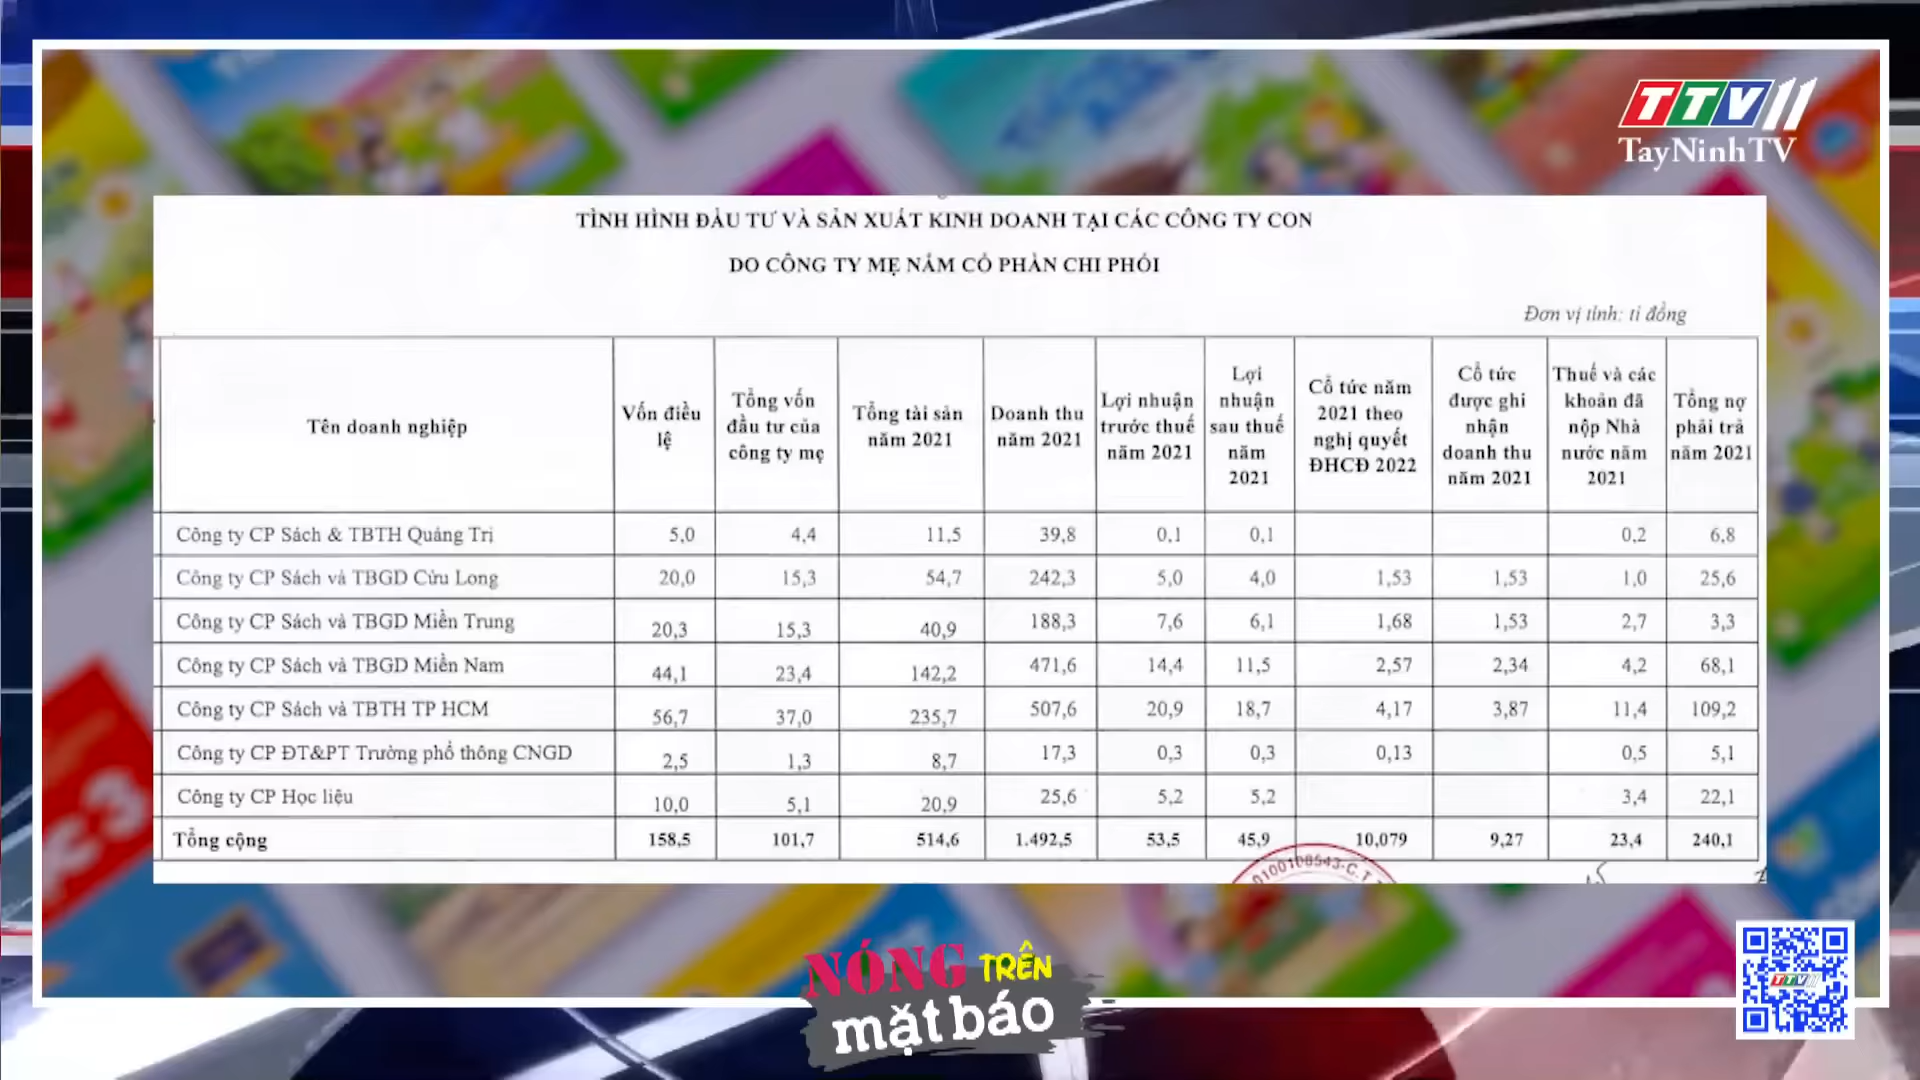 TTV11
TayNinhTV
TÌNH HÌNH ĐẦU TƯ VÀ SẢN XUẤT KINH DOANH TẠI CÁC CÔNG TY CON
DO CÔNG TY MẸ NẮM CỔ PHẦN CHI PHỐI
Đơn vị tính: tỉ đồng
Tên doanh nghiệp | Vốn điều lệ | Tổng vốn đầu tư của công ty mẹ | Tổng tài sản năm 2021 | Doanh thu năm 2021 | Lợi nhuận trước thuế năm 2021 | Lợi nhuận sau thuế năm 2021 | Cổ tức năm 2021 theo nghị quyết ĐHCĐ 2022 | Cổ tức được ghi nhận doanh thu năm 2021 | Thuế và các khoản đã nộp Nhà nước năm 2021 | Tổng nợ phải trả năm 2021
Công ty CP Sách & TBTH Quảng Trị | 5,0 | 4,4 | 11,5 | 39,8 | 0,1 | 0,1 | | | 0,2 | 6,8
Công ty CP Sách và TBGD Cửu Long | 20,0 | 15,3 | 54,7 | 242,3 | 5,0 | 4,0 | 1,53 | 1,53 | 1,0 | 25,6
Công ty CP Sách và TBGD Miền Trung | 20,3 | 15,3 | 40,9 | 188,3 | 7,6 | 6,1 | 1,68 | 1,53 | 2,7 | 3,3
Công ty CP Sách và TBGD Miền Nam | 44,1 | 23,4 | 142,2 | 471,6 | 14,4 | 11,5 | 2,57 | 2,34 | 4,2 | 68,1
Công ty CP Sách và TBTH TP HCM | 56,7 | 37,0 | 235,7 | 507,6 | 20,9 | 18,7 | 4,17 | 3,87 | 11,4 | 109,2
Công ty CP ĐT&PT Trường phổ thông CNGD | 2,5 | 1,3 | 8,7 | 17,3 | 0,3 | 0,3 | 0,13 | | 0,5 | 5,1
Công ty CP Học liệu | 10,0 | 5,1 | 20,9 | 25,6 | 5,2 | 5,2 | | | 3,4 | 22,1
Tổng cộng | 158,5 | 101,7 | 514,6 | 1.492,5 | 53,5 | 45,9 | 10,079 | 9,27 | 23,4 | 240,1
0100108543-C.T.
NÓNG TRÊN
mặt báo
TTV11